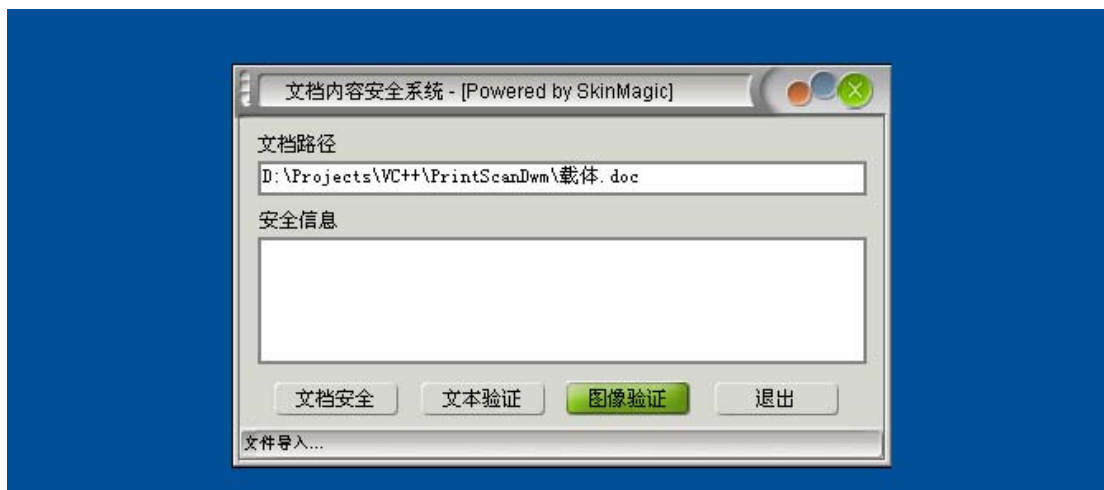 文档内容安全系统 - [Powered by SkinMagic]
文档路径
D:\Projects\VC++\PrintScanDwm\载体.doc
安全信息
文档安全 文本验证 图像验证 退出
文件导入...